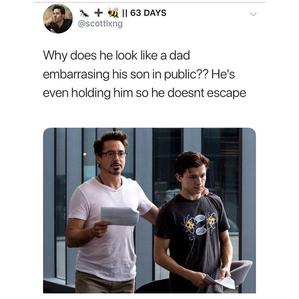 || 63 DAYS
@scottlxng
Why does he look like a dad
embarrasing his son in public?? He's
even holding him so he doesnt escape